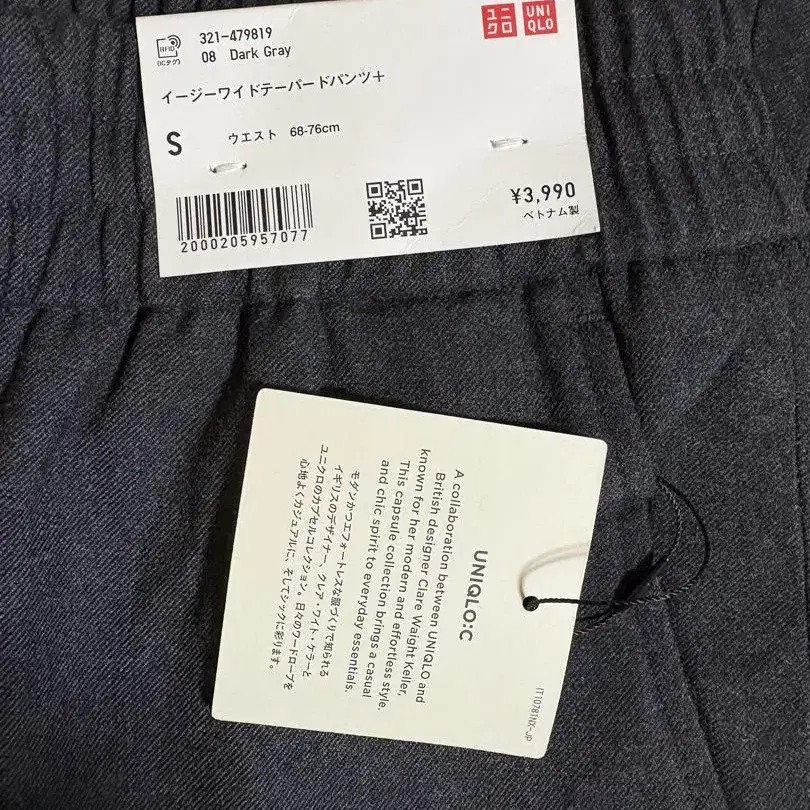 RFID
(ICタグ)
321-479819
08 Dark Gray
ユニクロ
UNIQLO
イージーワイドテーパードパンツ+
S ウエスト 68-76cm
2000205957077
¥3,990
ベトナム製
UNIQLO:C
A collaboration between UNIQLO and
British designer Clare Waight Keller,
known for her modern and effortless style.
This capsule collection brings a casual
and chic spirit to everyday essentials.
モダンかつエフォートレスな服づくりで知られる
イギリスのデザイナー、クレア・ワイト・ケラーと
ユニクロのカプセルコレクション。日々のワードローブを
心地よくカジュアルに、そしてシックに彩ります。
IT10781NX-JP